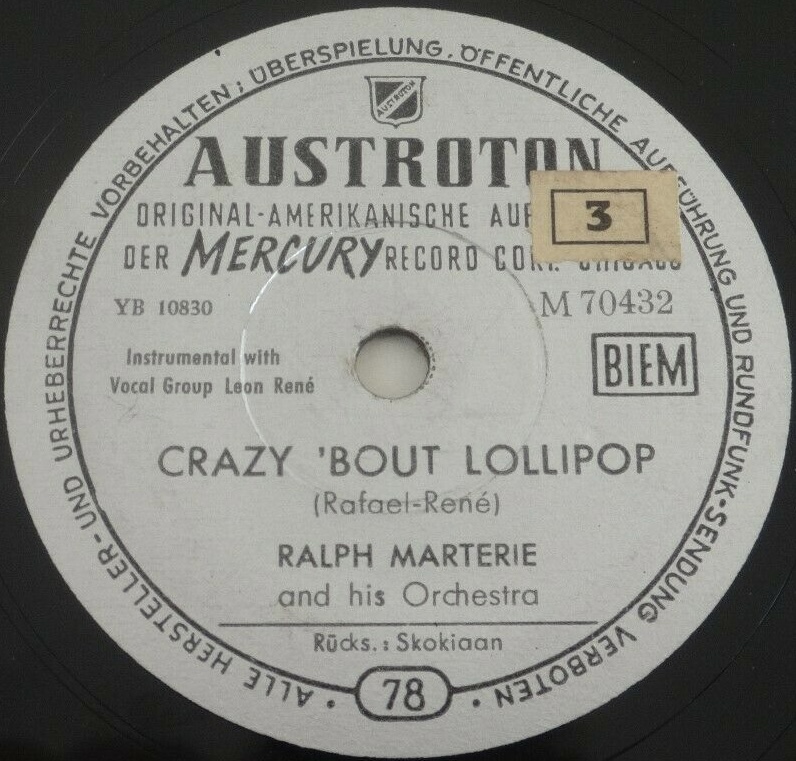 ALLE HERSTELLER- UND URHEBERRECHTE VORBEHALTEN; ÜBERSPIELUNG, ÖFFENTLICHE AUFFÜHRUNG UND RUNDFUNK-SENDUNG VERBOTEN
AUSTROTON
AUSTROTON
ORIGINAL-AMERIKANISCHE
3
DER MERCURY RECORD CORP. CHICAGO
YB 10830
M 70432
Instrumental with
Vocal Group Leon René
BIEM
CRAZY 'BOUT LOLLIPOP
(Rafael-René)
RALPH MARTERIE
and his Orchestra
Rücks.: Skokiaan
78